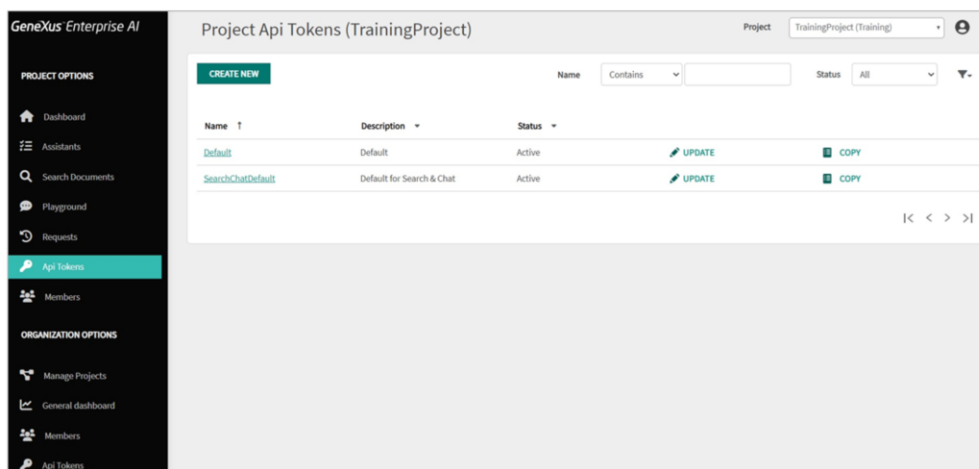 GeneXus™ Enterprise AI
PROJECT OPTIONS
Dashboard
Assistants
Search Documents
Playground
Requests
Api Tokens
Members
ORGANIZATION OPTIONS
Manage Projects
General dashboard
Members
Api Tokens
Project Api Tokens (TrainingProject)
Project TrainingProject (Training)
CREATE NEW Name Contains Status All
Name ↑ Description Status
Default Default Active UPDATE COPY
SearchChatDefault Default for Search & Chat Active UPDATE COPY
|< < > >|